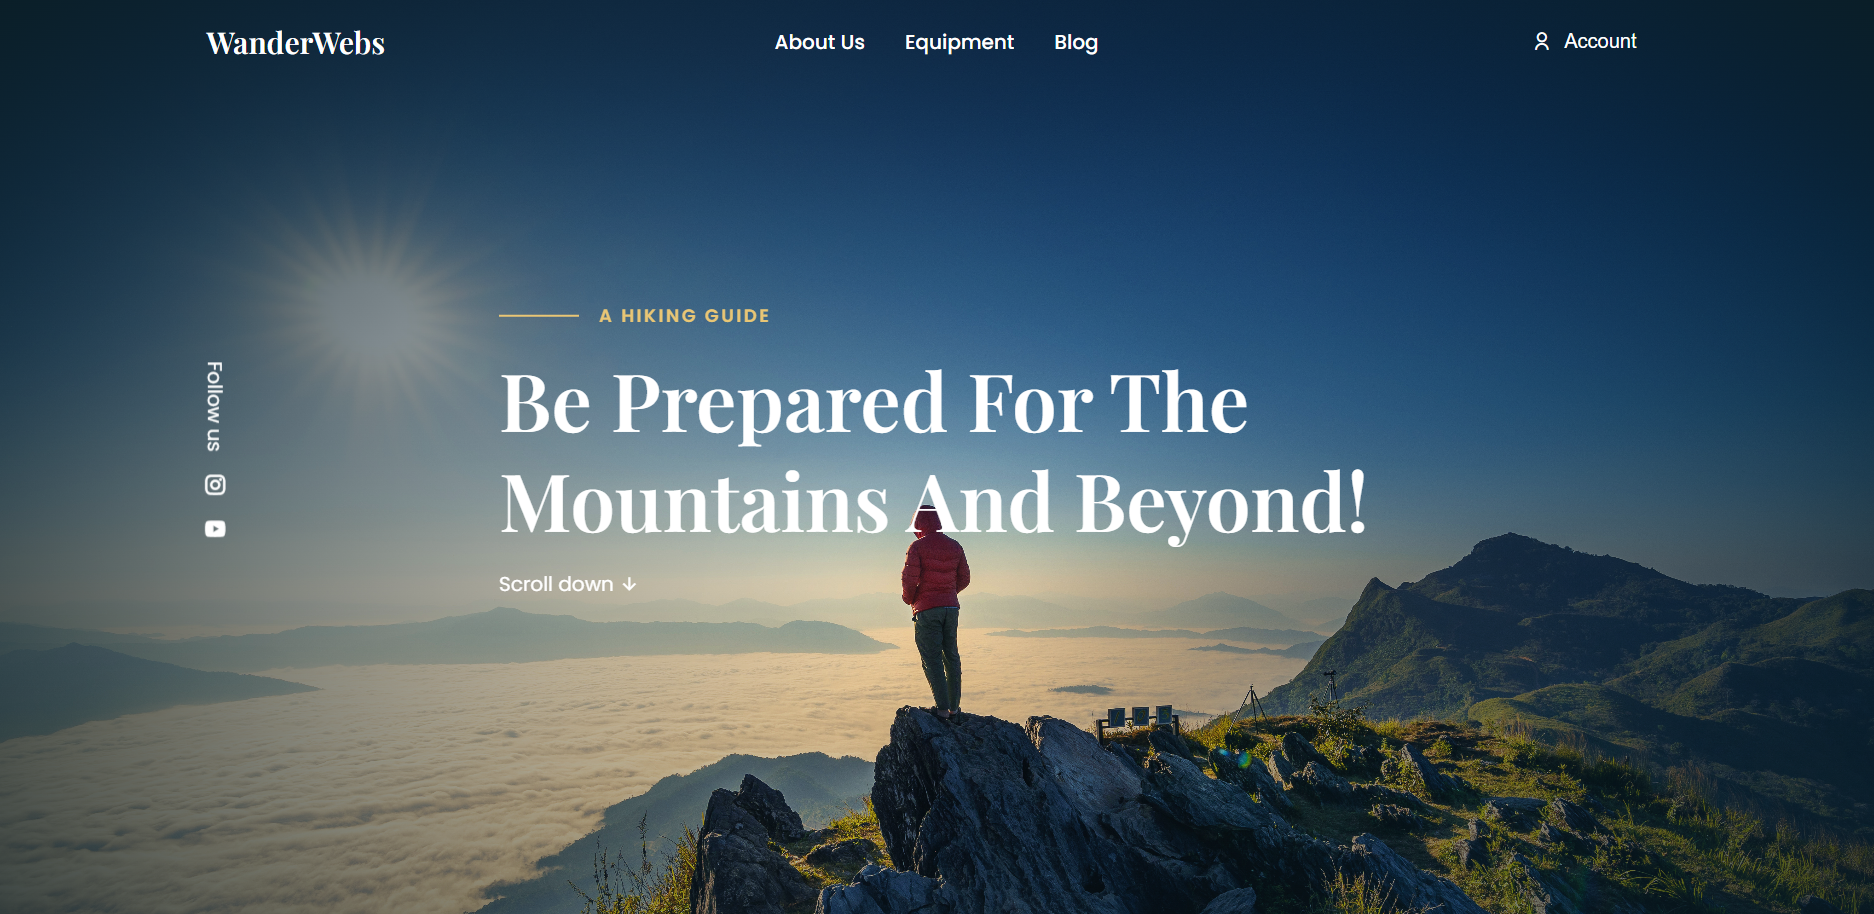 WanderWebs
About Us
Equipment
Blog
Account
A HIKING GUIDE
Be Prepared For The
Mountains And Beyond!
Scroll down
Follow us